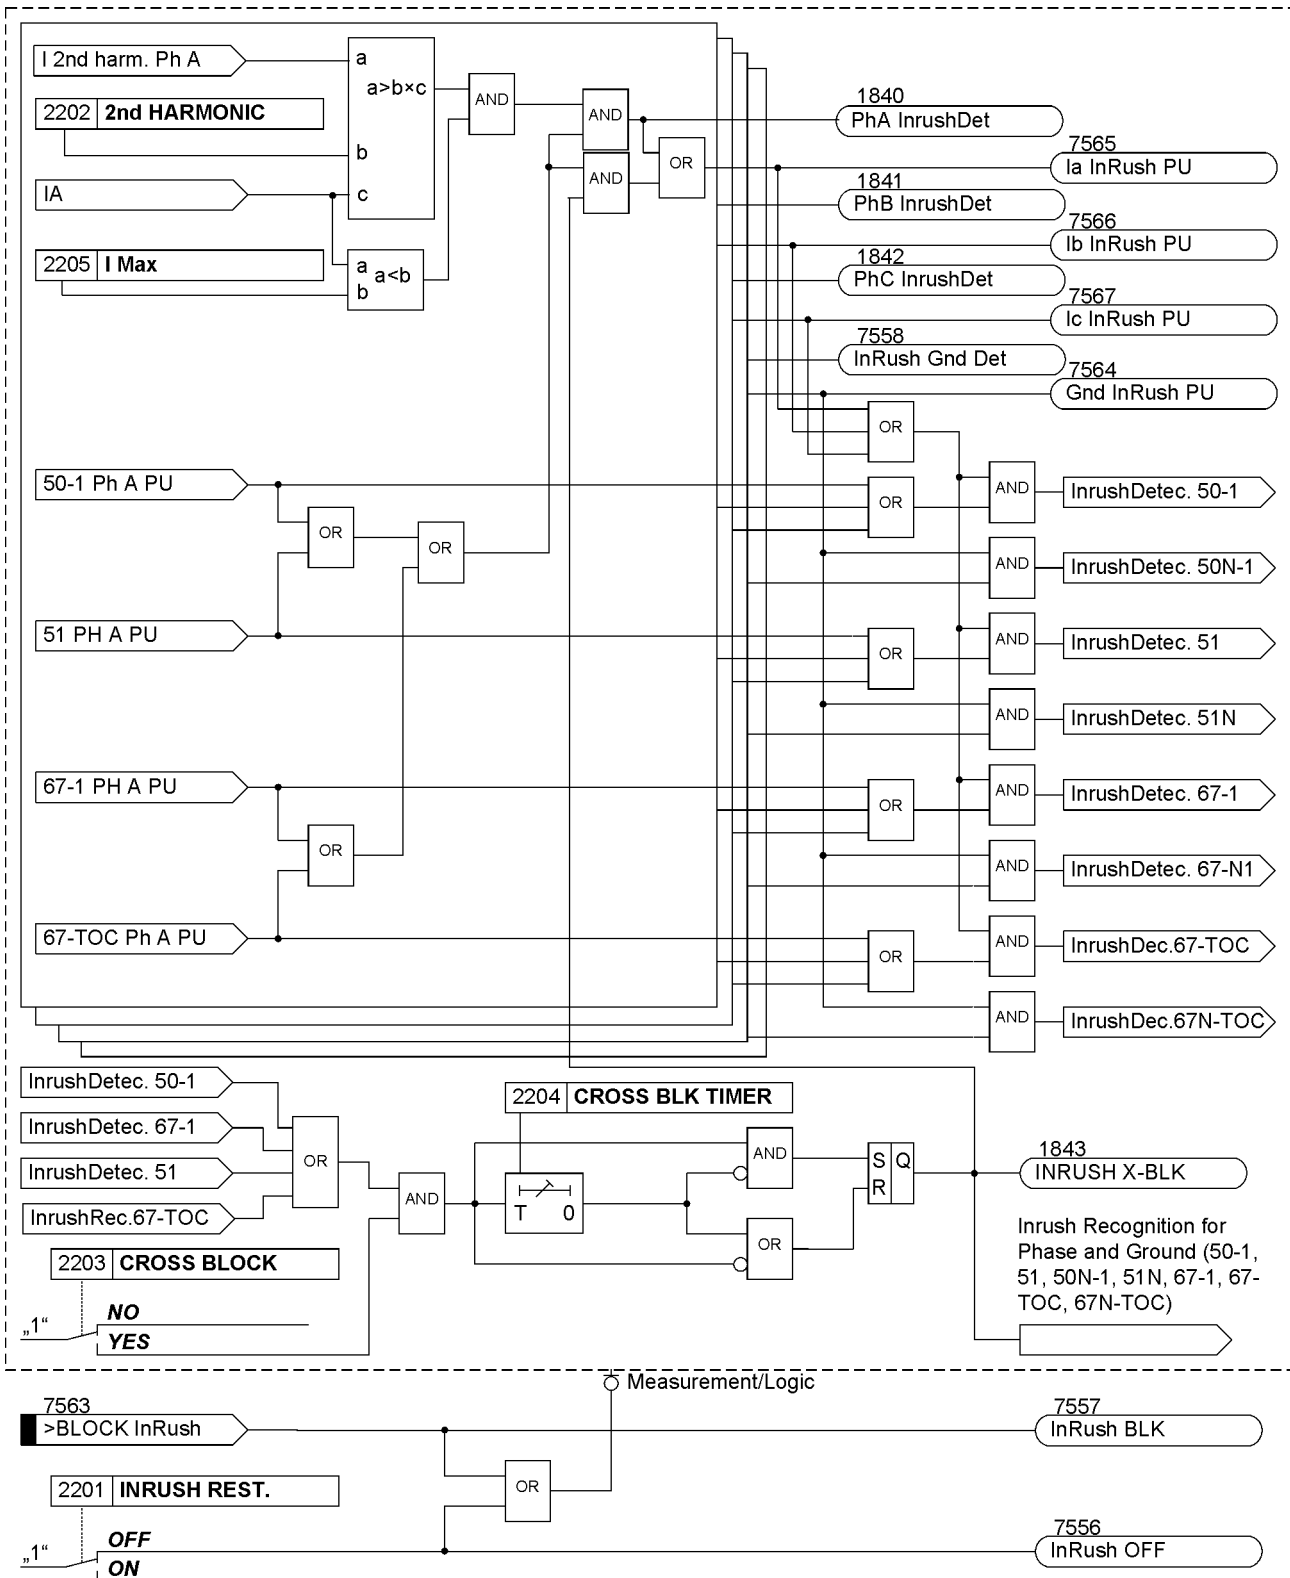 I 2nd harm. Ph A
2202 2nd HARMONIC
IA
2205 I Max
a
a>b×c
b
c
a
a<b
b
AND
AND
AND
OR
1840
PhA InrushDet
7565
Ia InRush PU
1841
PhB InrushDet
7566
Ib InRush PU
1842
PhC InrushDet
7567
Ic InRush PU
7558
InRush Gnd Det
7564
Gnd InRush PU
OR
50-1 Ph A PU
OR
OR
OR
AND
InrushDetec. 50-1
AND
InrushDetec. 50N-1
51 PH A PU
OR
AND
InrushDetec. 51
AND
InrushDetec. 51N
67-1 PH A PU
OR
OR
AND
InrushDetec. 67-1
AND
InrushDetec. 67-N1
67-TOC Ph A PU
OR
AND
InrushDec.67-TOC
AND
InrushDec.67N-TOC
InrushDetec. 50-1
InrushDetec. 67-1
InrushDetec. 51
InrushRec.67-TOC
OR
AND
2204 CROSS BLK TIMER
T 0
AND
OR
S Q
R
1843
INRUSH X-BLK
Inrush Recognition for
Phase and Ground (50-1,
51, 50N-1, 51N, 67-1, 67-
TOC, 67N-TOC)
2203 CROSS BLOCK
„1“
NO
YES
Measurement/Logic
7563
>BLOCK InRush
7557
InRush BLK
OR
2201 INRUSH REST.
„1“
OFF
ON
7556
InRush OFF